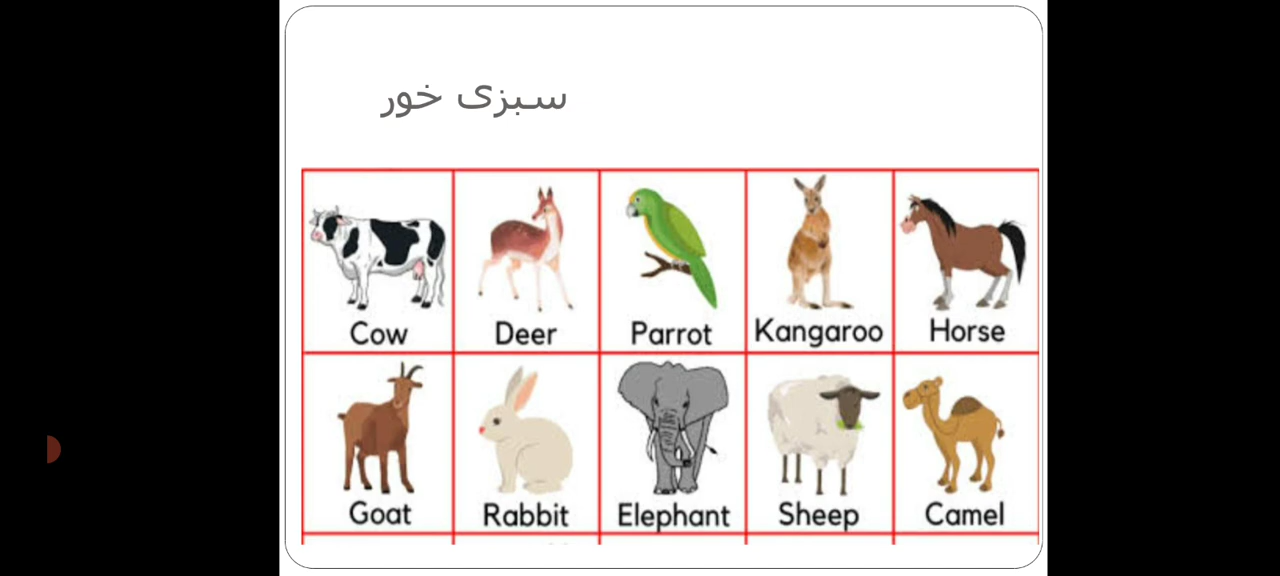 سبزی خور
Cow Deer Parrot Kangaroo Horse
Goat Rabbit Elephant Sheep Camel